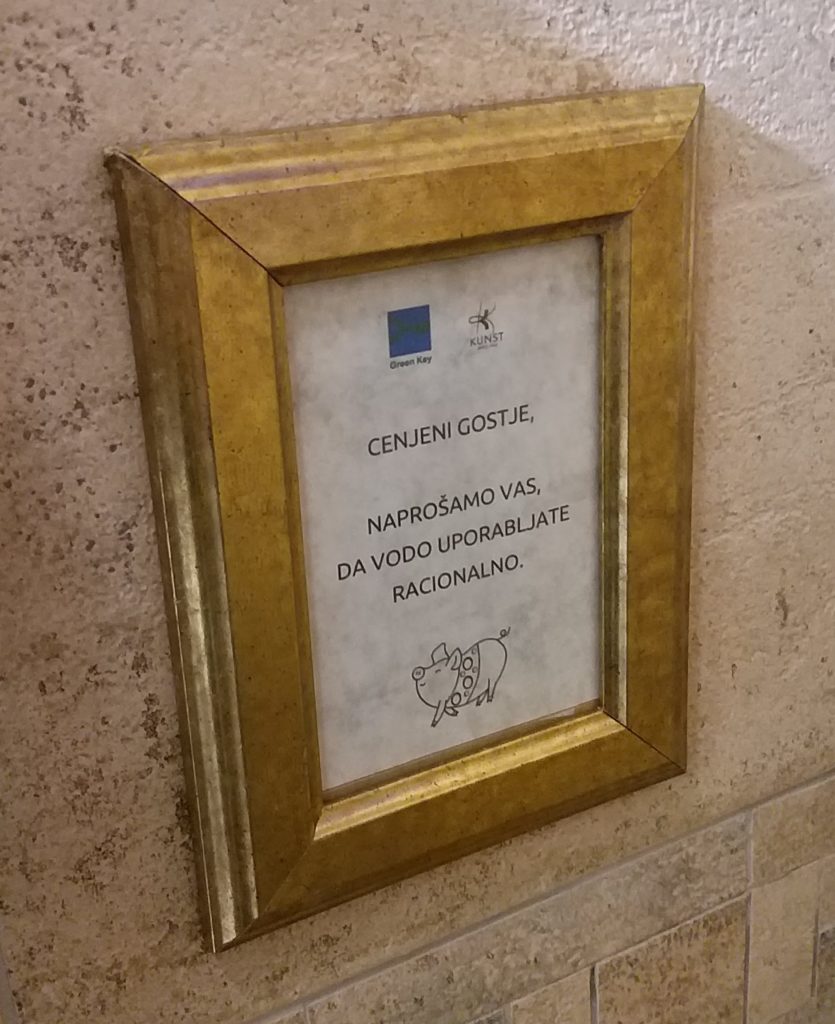 Green Key
KUNST
CENJENI GOSTJE,
NAPROŠAMO VAS,
DA VODO UPORABLJATE
RACIONALNO.